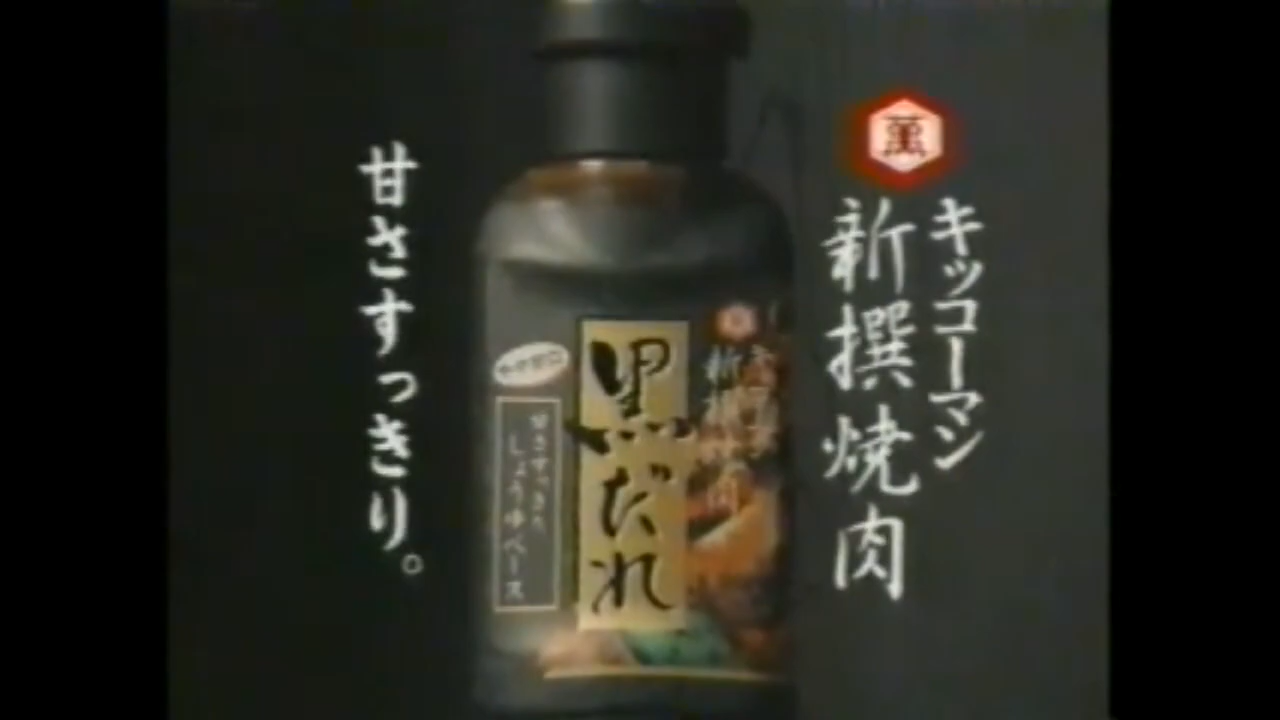 萬
キッコーマン
新撰焼肉
黒だれ
甘さすっきり
しょうゆベース
甘さすっきり。